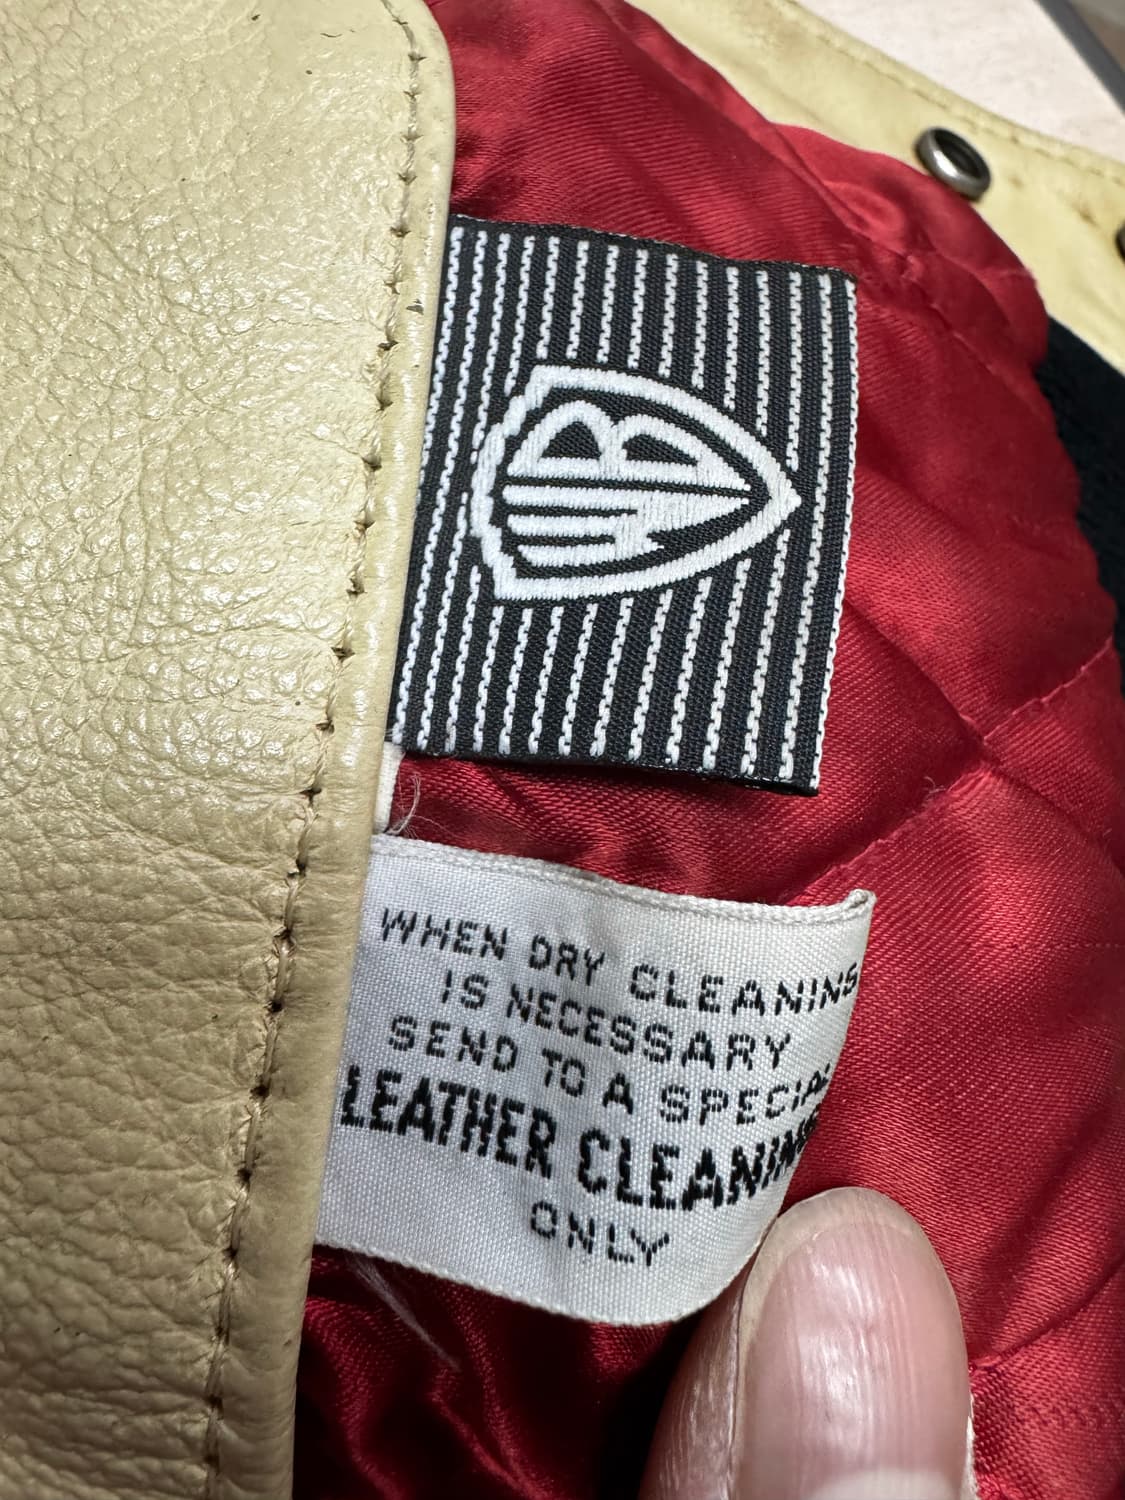 WHEN DRY CLEANING
IS NECESSARY
SEND TO A SPECIAL
LEATHER CLEANING
ONLY